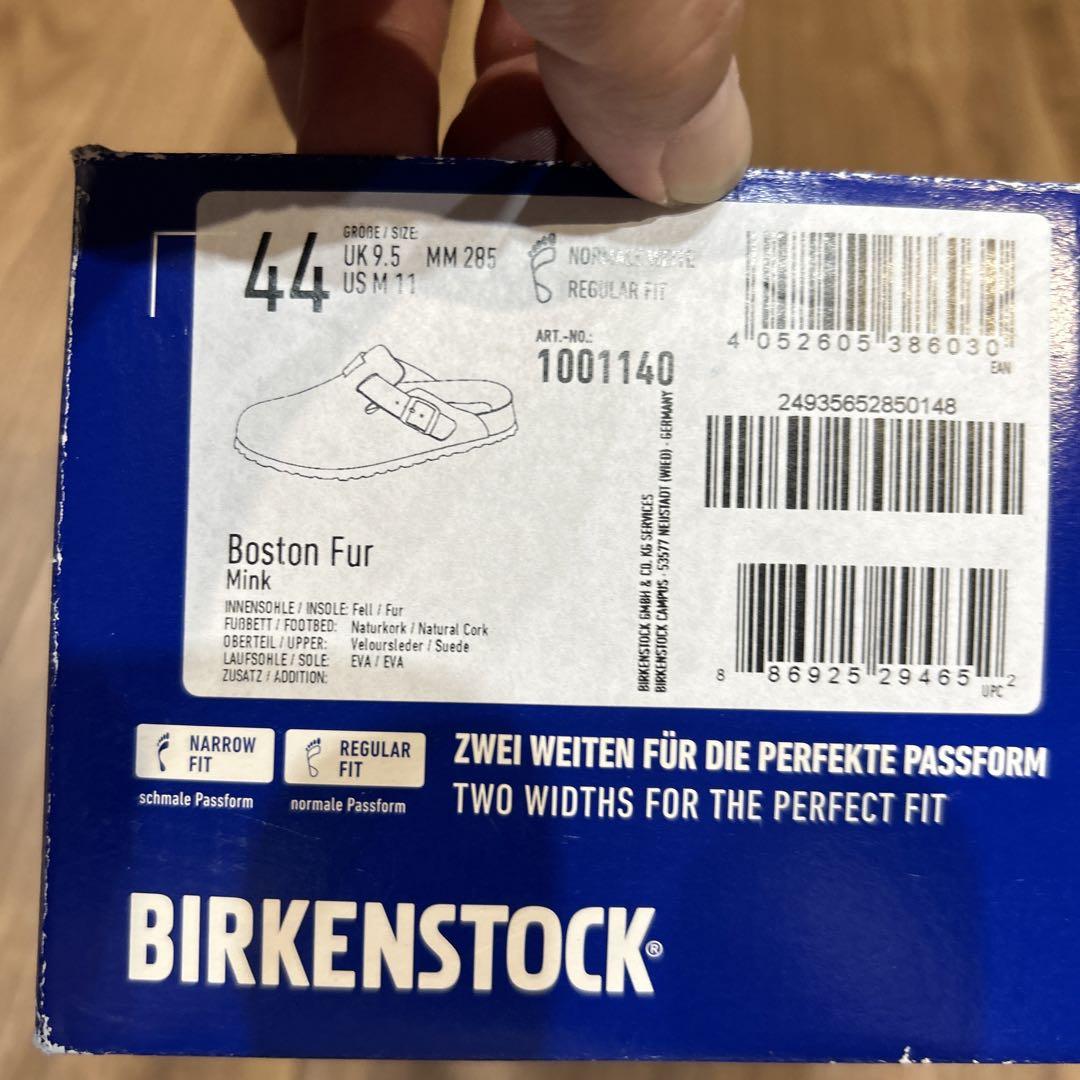 44
GRÖßE / SIZE:
UK 9.5 MM 285
US M 11
NORMALE WEITE
REGULAR FIT
ART.-NO.:
1001140
4 052605 386030
EAN
24935652850148
8 86925 29465 2
UPC
BIRKENSTOCK GMBH & CO. KG SERVICES
BIRKENSTOCK CAMPUS · 53577 NEUSTADT (WIED) · GERMANY
Boston Fur
Mink
INNENSOHLE / INSOLE: Fell / Fur
FUßBETT / FOOTBED: Naturkork / Natural Cork
OBERTEIL / UPPER: Veloursleder / Suede
LAUFSOHLE / SOLE: EVA / EVA
ZUSATZ / ADDITION:
NARROW
FIT
schmale Passform
REGULAR
FIT
normale Passform
ZWEI WEITEN FÜR DIE PERFEKTE PASSFORM
TWO WIDTHS FOR THE PERFECT FIT
BIRKENSTOCK®